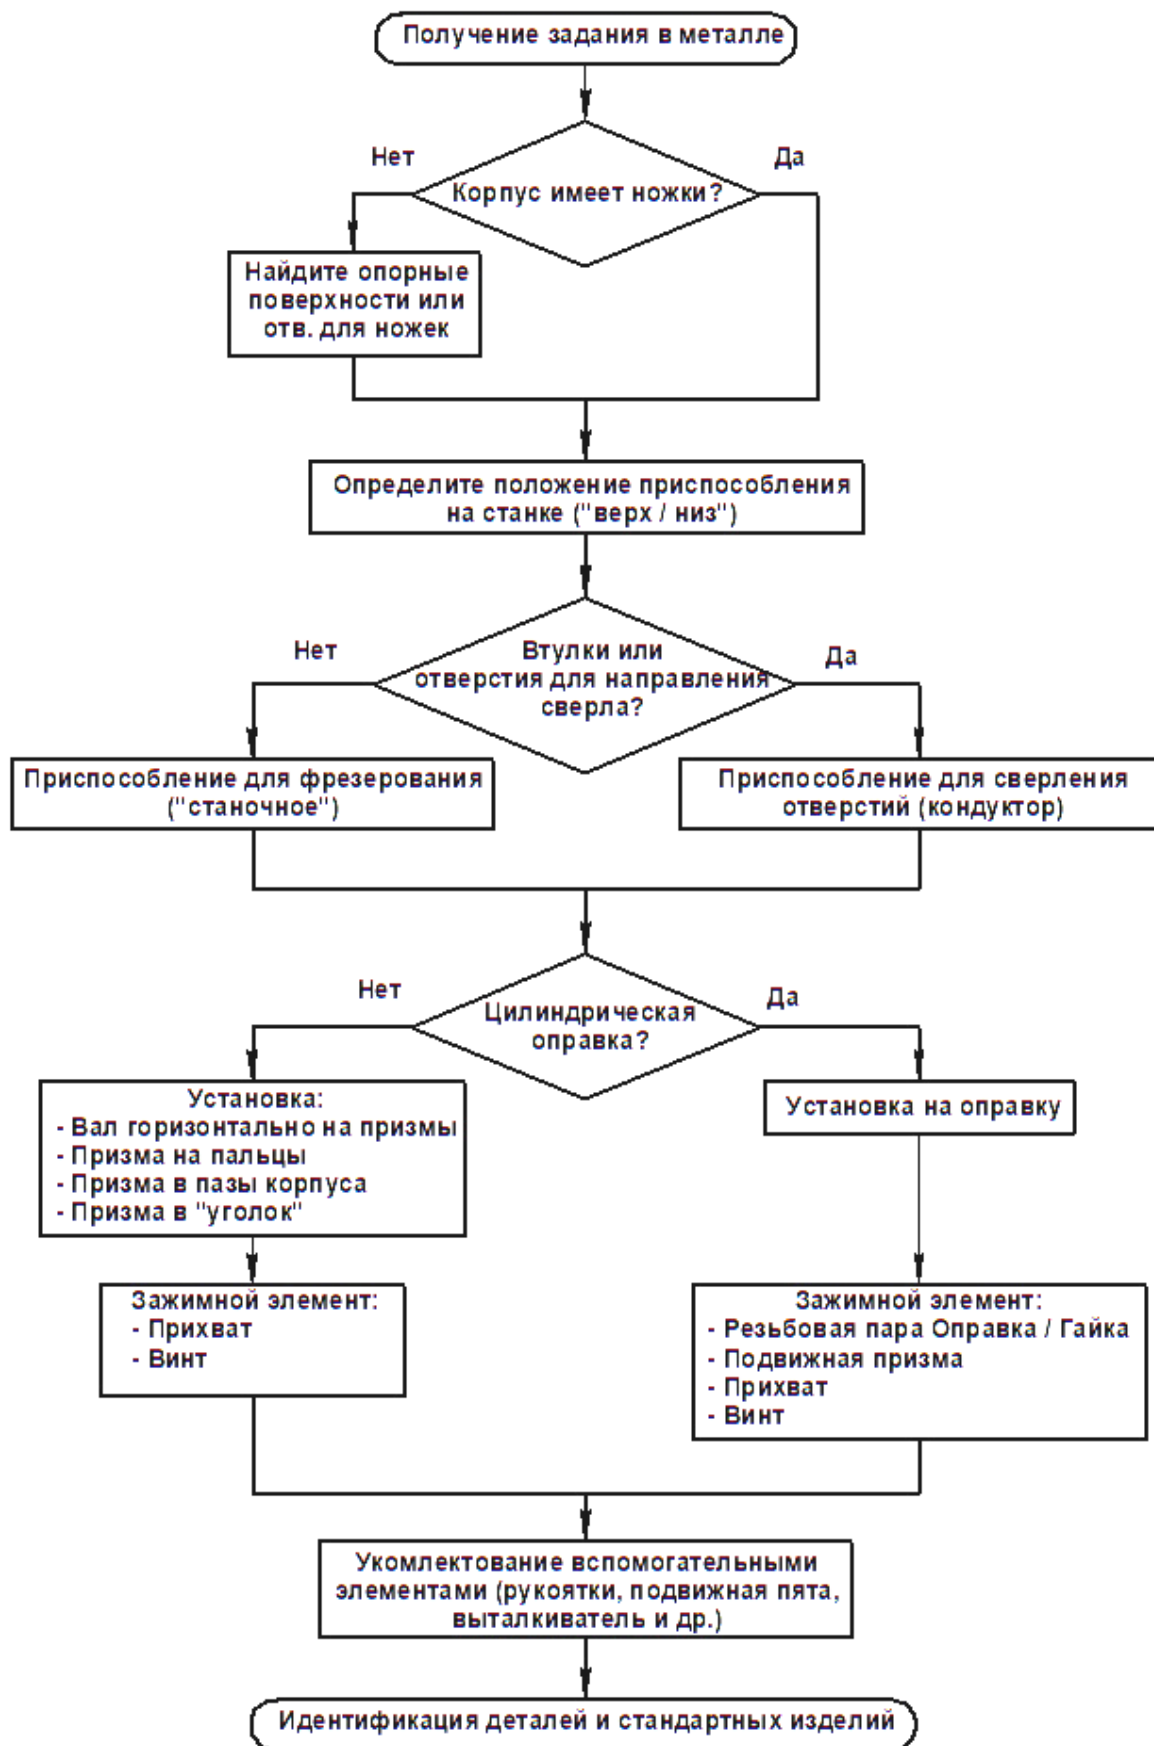 Получение задания в металле
Нет
Да
Корпус имеет ножки?
Найдите опорные
поверхности или
отв. для ножек
Определите положение приспособления
на станке ("верх / низ")
Нет
Да
Втулки или
отверстия для направления
сверла?
Приспособление для фрезерования
("станочное")
Приспособление для сверления
отверстий (кондуктор)
Нет
Да
Цилиндрическая
оправка?
Установка:
- Вал горизонтально на призмы
- Призма на пальцы
- Призма в пазы корпуса
- Призма в "уголок"
Установка на оправку
Зажимной элемент:
- Прихват
- Винт
Зажимной элемент:
- Резьбовая пара Оправка / Гайка
- Подвижная призма
- Прихват
- Винт
Укомлектование вспомогательными
элементами (рукоятки, подвижная пята,
выталкиватель и др.)
Идентификация деталей и стандартных изделий